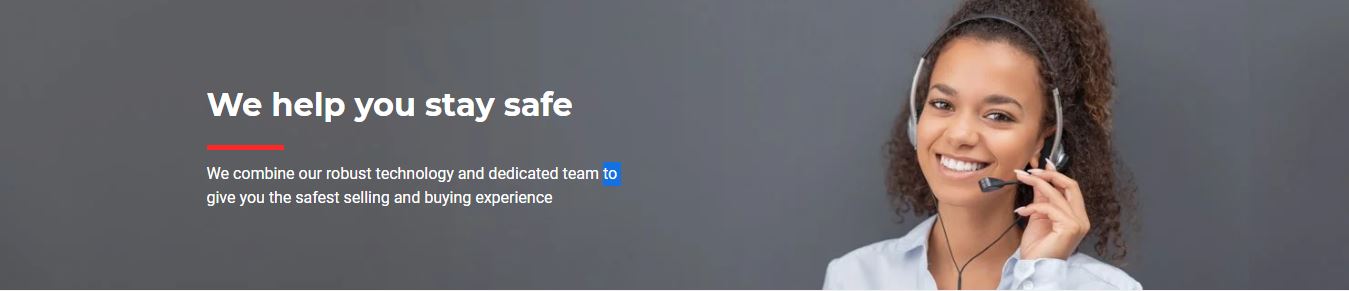 We help you stay safe
We combine our robust technology and dedicated team to
give you the safest selling and buying experience